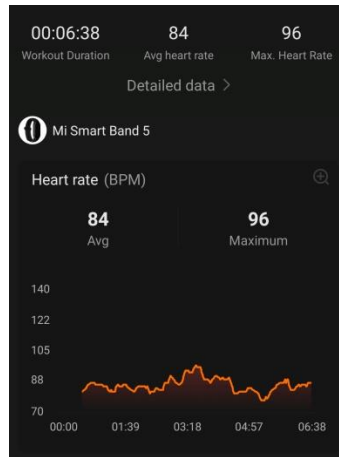 00:06:38 84 96
Workout Duration Avg heart rate Max. Heart Rate
Detailed data >
Mi Smart Band 5
Heart rate (BPM)
84 96
Avg Maximum
140
122
105
88
70
00:00 01:39 03:18 04:57 06:38